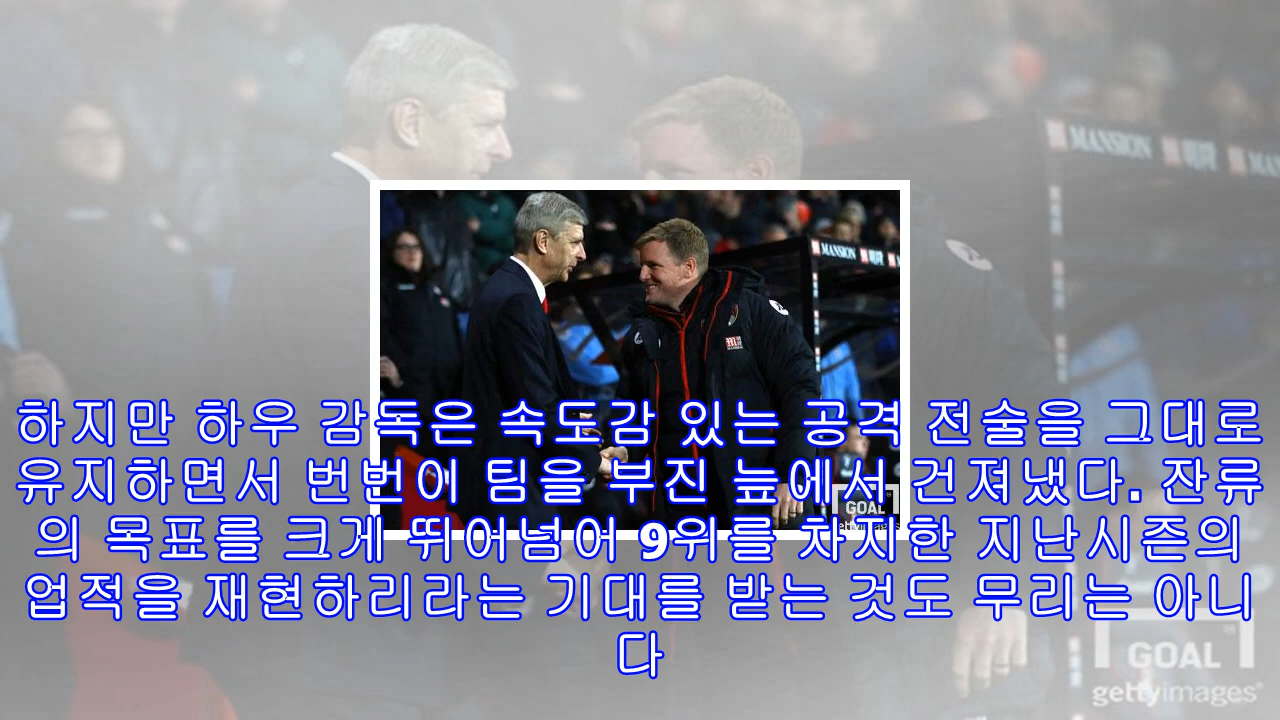 MANSION
MANSION
하지만 하우 감독은 속도감 있는 공격 전술을 그대로
유지하면서 번번이 팀을 부진 늪에서 건져냈다. 잔류
의 목표를 크게 뛰어넘어 9위를 차지한 지난시즌의
업적을 재현하리라는 기대를 받는 것도 무리는 아니
다
GOAL
gettyimages
GOAL
gettyimages